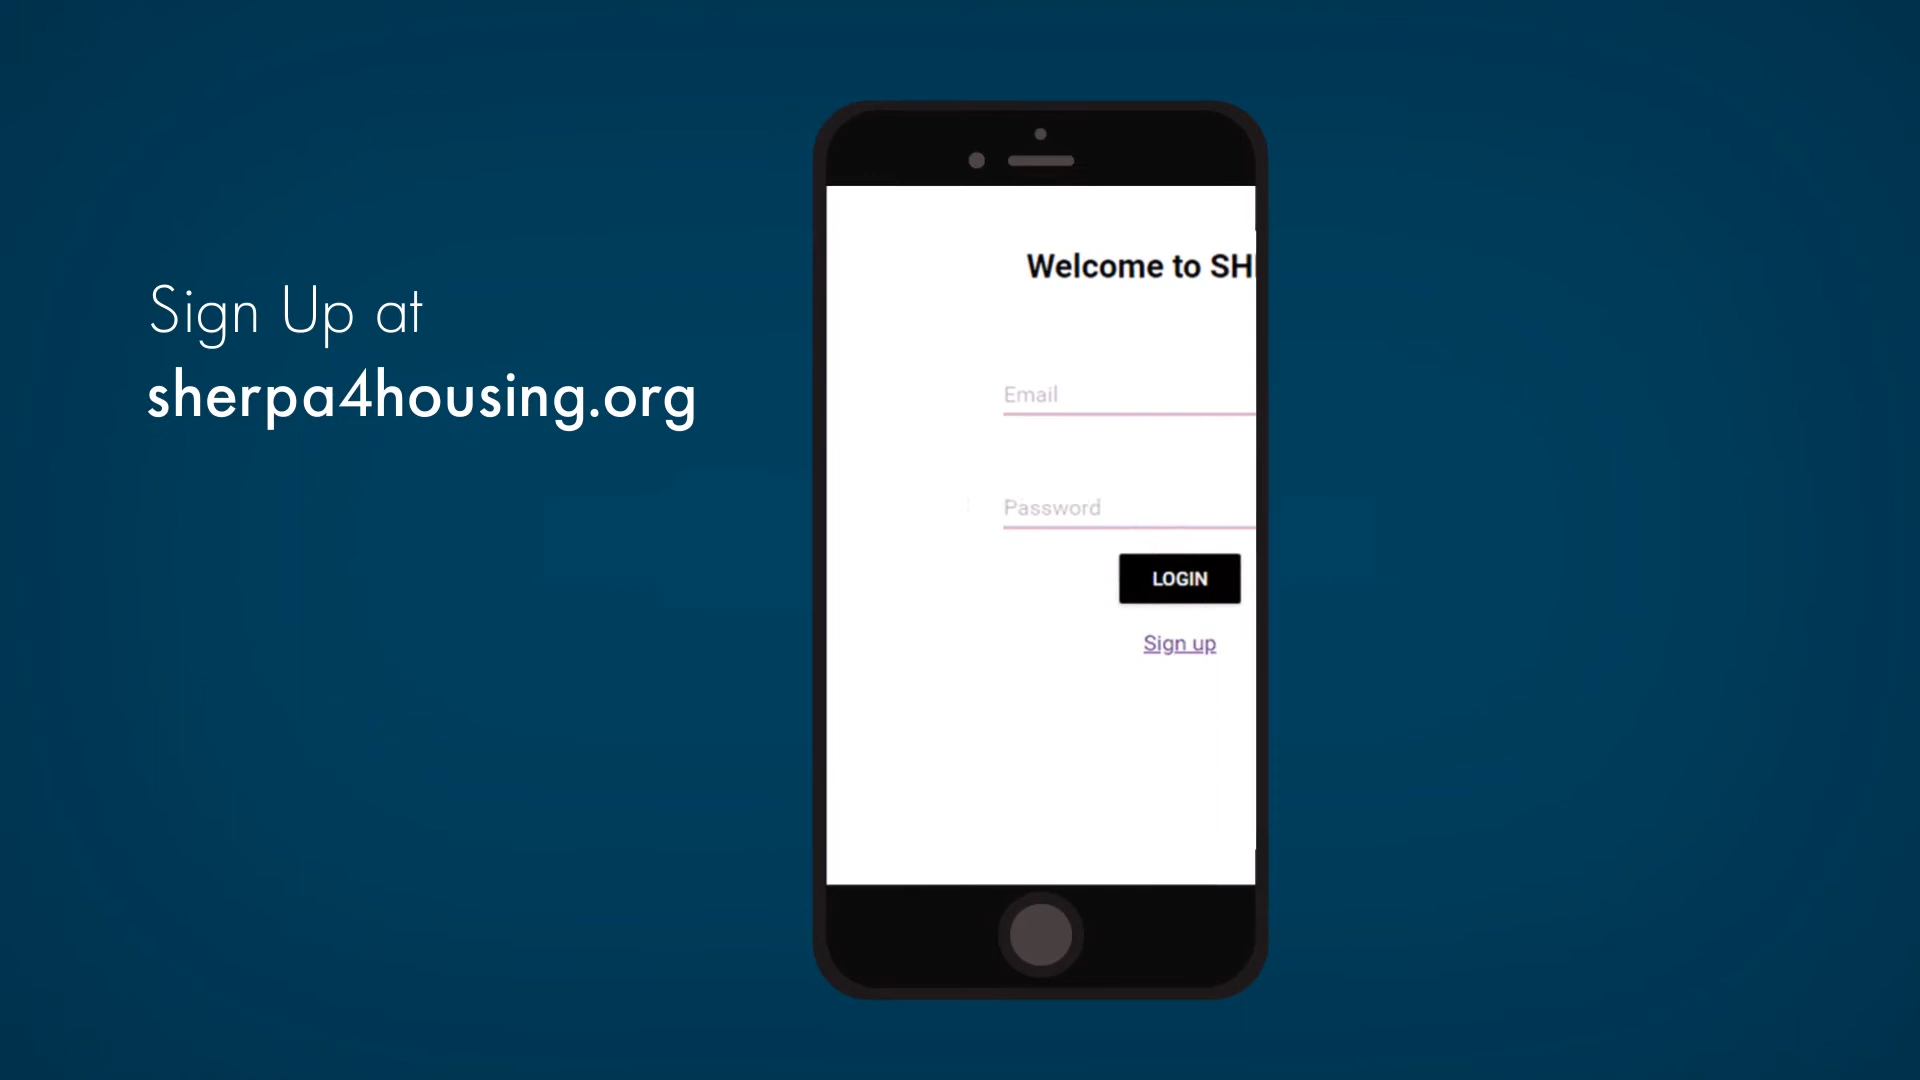 Sign Up at
sherpa4housing.org
Welcome to SH
Email
Password
LOGIN
Sign up